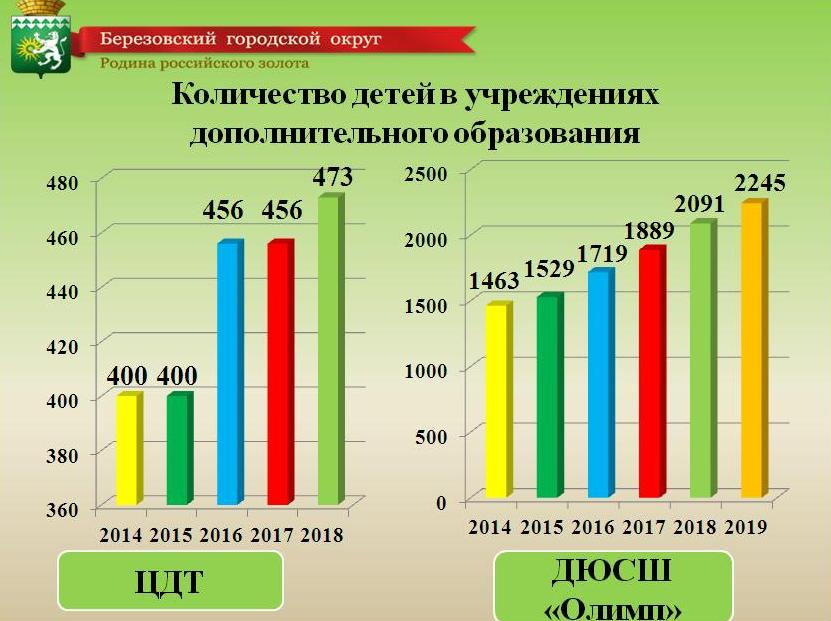 Березовский городской округ
Родина российского золота
Количество детей в учреждениях
дополнительного образования
480
460
440
420
400
380
360
400
400
456
456
473
2014 2015 2016 2017 2018
ЦДТ
2500
2000
1500
1000
500
0
1463
1529
1719
1889
2091
2245
2014 2015 2016 2017 2018 2019
ДЮСШ
«Олимп»